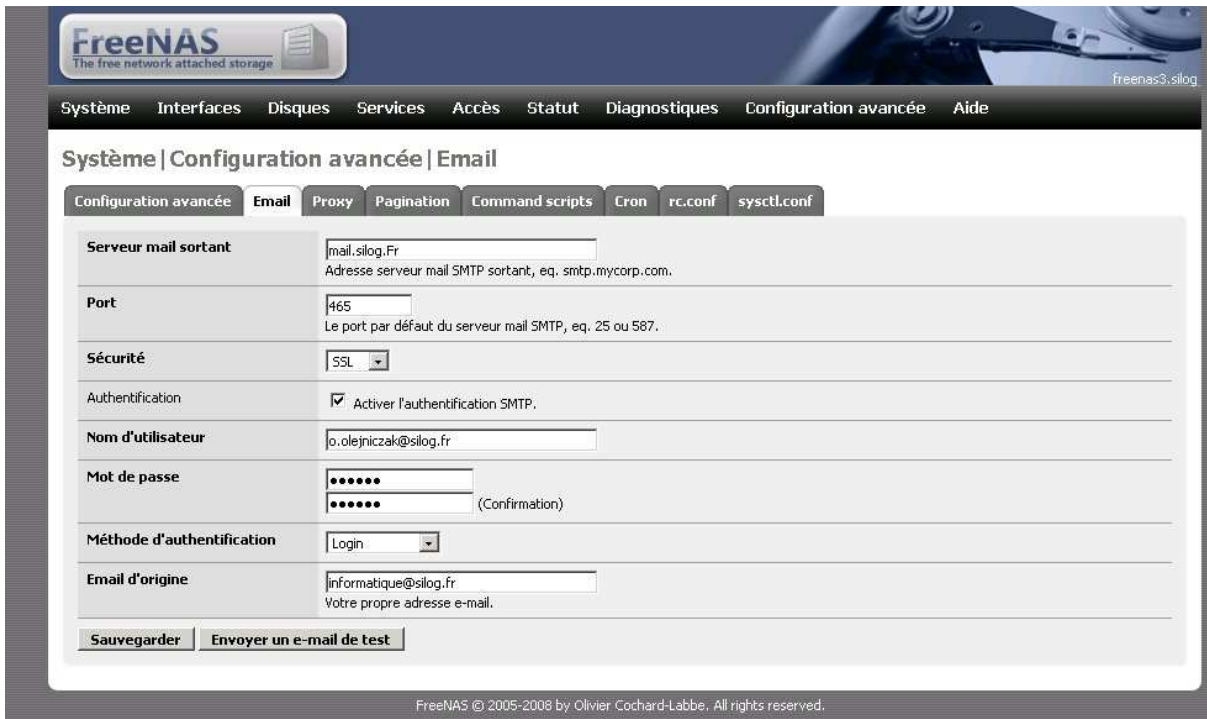 FreeNAS
The free network attached storage
freenas3.silog
Système Interfaces Disques Services Accès Statut Diagnostiques Configuration avancée Aide
Système|Configuration avancée|Email
Configuration avancée Email Proxy Pagination Command scripts Cron rc.conf sysctl.conf
Serveur mail sortant mail.silog.Fr
Adresse serveur mail SMTP sortant, eq. smtp.mycorp.com.
Port 465
Le port par défaut du serveur mail SMTP, eq. 25 ou 587.
Sécurité SSL
Authentification Activer l'authentification SMTP.
Nom d'utilisateur o.olejniczak@silog.fr
Mot de passe ••••••
•••••• (Confirmation)
Méthode d'authentification Login
Email d'origine informatique@silog.fr
Votre propre adresse e-mail.
Sauvegarder Envoyer un e-mail de test
FreeNAS © 2005-2008 by Olivier Cochard-Labbe. All rights reserved.